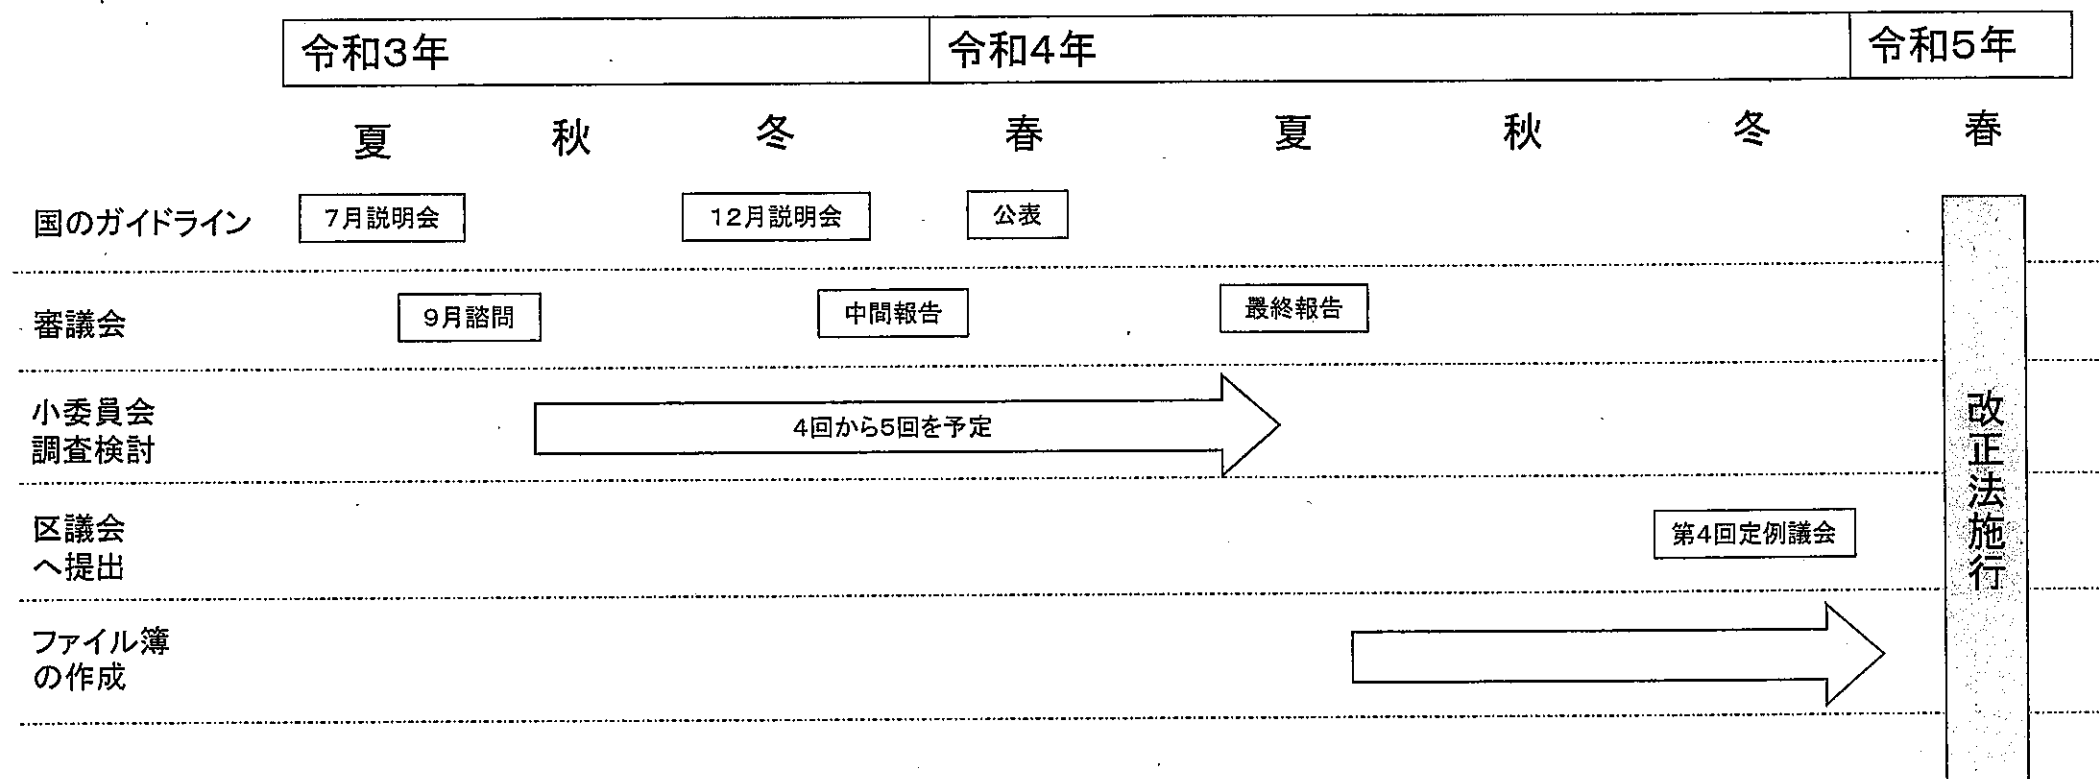 令和3年 令和4年 令和5年
夏 秋 冬 春 夏 秋 冬 春
国のガイドライン 7月説明会 12月説明会 公表
審議会 9月諮問 中間報告 最終報告
小委員会
調査検討
4回から5回を予定
区議会
へ提出
第4回定例議会
ファイル簿
の作成
改正法施行